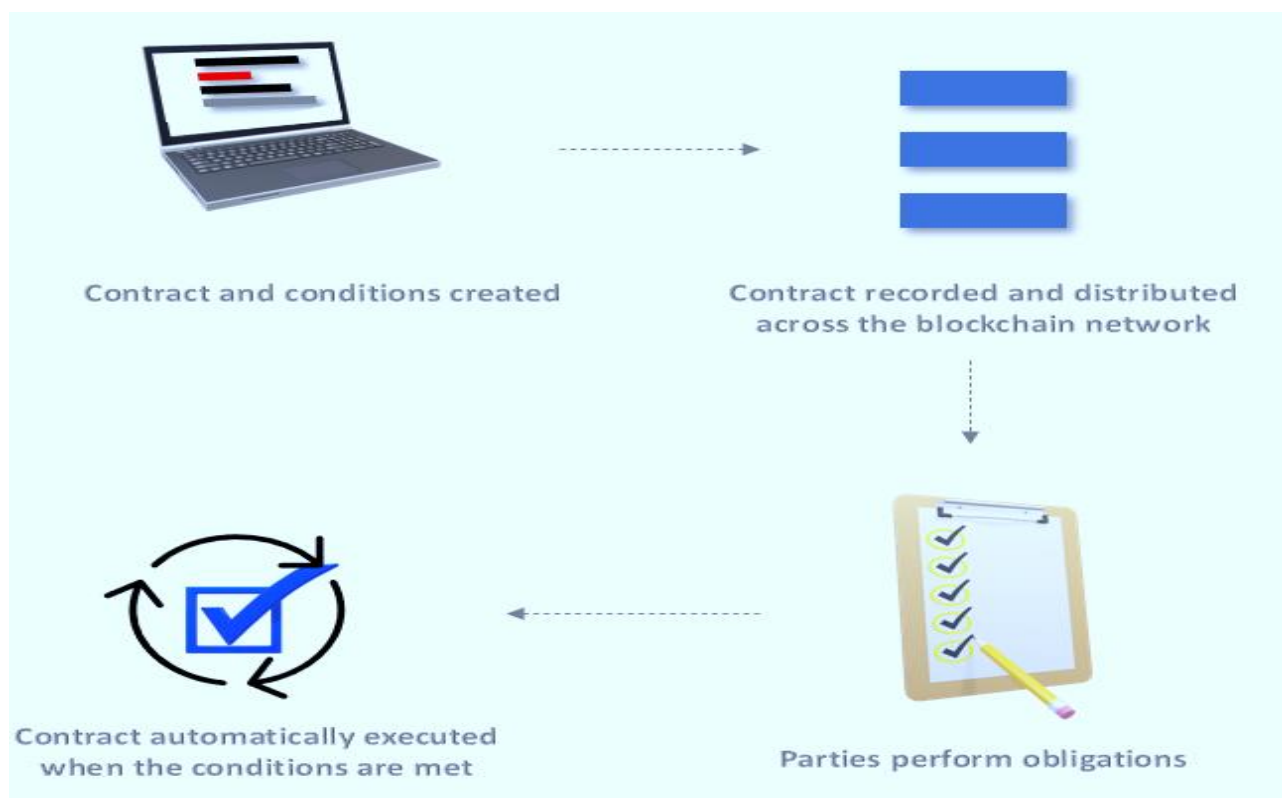 Contract and conditions created
Contract recorded and distributed
across the blockchain network
Parties perform obligations
Contract automatically executed
when the conditions are met